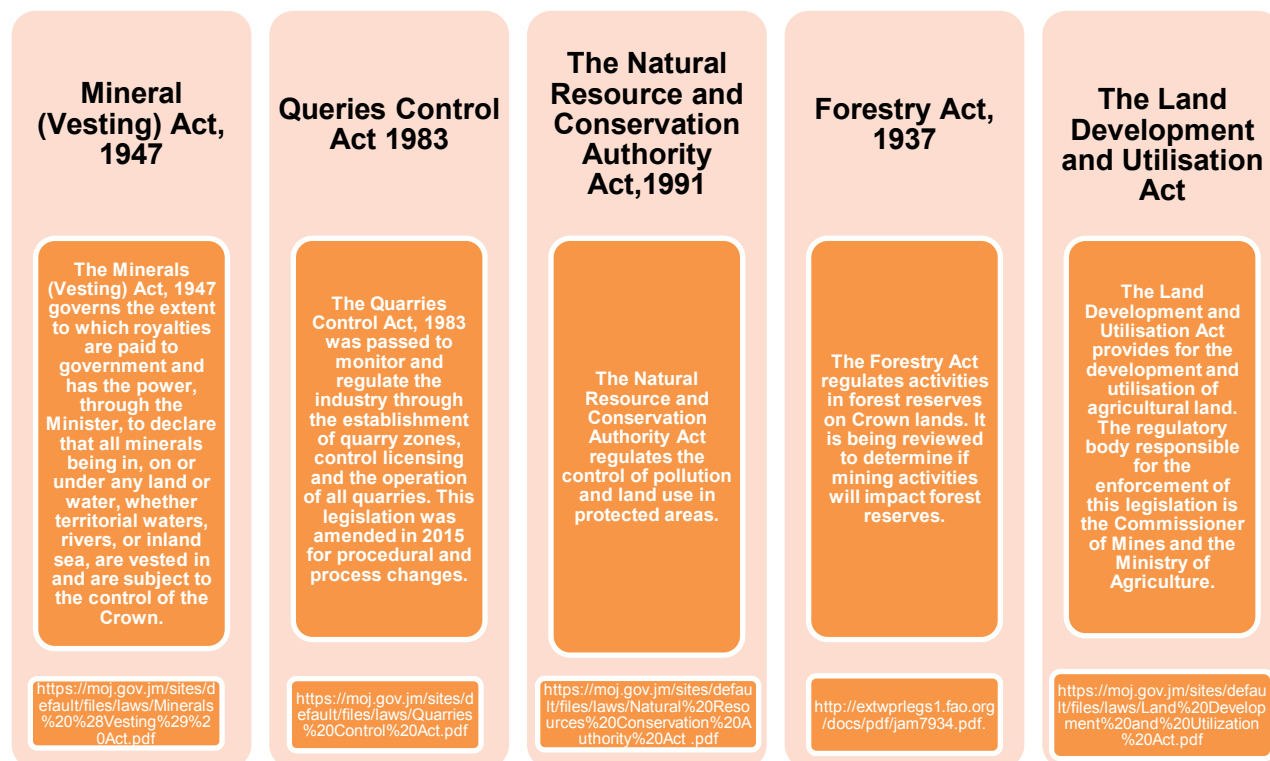 Mineral
(Vesting) Act,
1947
The Minerals
(Vesting) Act, 1947
governs the extent
to which royalties
are paid to
government and
has the power,
through the
Minister, to declare
that all minerals
being in, on or
under any land or
water, whether
territorial waters,
rivers, or inland
sea, are vested in
and are subject to
the control of the
Crown.
https://moj.gov.jm/sites/d
efault/files/laws/Minerals
%20%28Vesting%29%2
0Act.pdf
Queries Control
Act 1983
The Quarries
Control Act, 1983
was passed to
monitor and
regulate the
industry through
the establishment
of quarry zones,
control licensing
and the operation
of all quarries. This
legislation was
amended in 2015
for procedural and
process changes.
https://moj.gov.jm/sites/d
efault/files/laws/Quarries
%20Control%20Act.pdf
The Natural
Resource and
Conservation
Authority
Act,1991
The Natural
Resource and
Conservation
Authority Act
regulates the
control of pollution
and land use in
protected areas.
https://moj.gov.jm/sites/defau
lt/files/laws/Natural%20Reso
urces%20Conservation%20A
uthority%20Act .pdf
Forestry Act,
1937
The Forestry Act
regulates activities
in forest reserves
on Crown lands. It
is being reviewed
to determine if
mining activities
will impact forest
reserves.
http://extwprlegs1.fao.org
/docs/pdf/jam7934.pdf.
The Land
Development
and Utilisation
Act
The Land
Development and
Utilisation Act
provides for the
development and
utilisation of
agricultural land.
The regulatory
body responsible
for the
enforcement of
this legislation is
the Commissioner
of Mines and the
Ministry of
Agriculture.
https://moj.gov.jm/sites/defau
lt/files/laws/Land%20Develop
ment%20and%20Utilization
%20Act.pdf